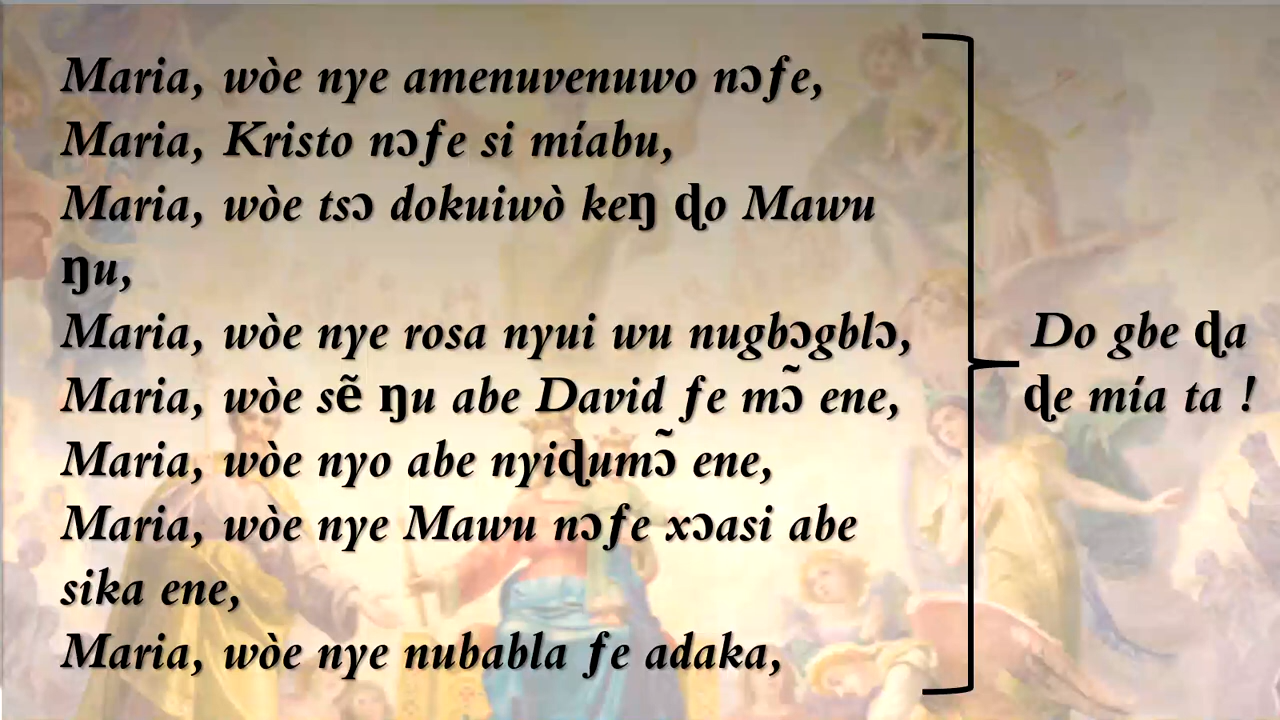 Maria, wòe nye amenuvenuwo nɔƒe,
Maria, Kristo nɔƒe si míabu,
Maria, wòe tsɔ dokuiwò keŋ ɖo Mawu
ŋu,
Maria, wòe nye rosa nyui wu nugbɔgblɔ,
Maria, wòe sẽ ŋu abe David ƒe mɔ̃ ene,
Maria, wòe nyo abe nyiɖumɔ̃ ene,
Maria, wòe nye Mawu nɔƒe xɔasi abe
sika ene,
Maria, wòe nye nubabla ƒe adaka,
Do gbe ɖa
ɖe mía ta !